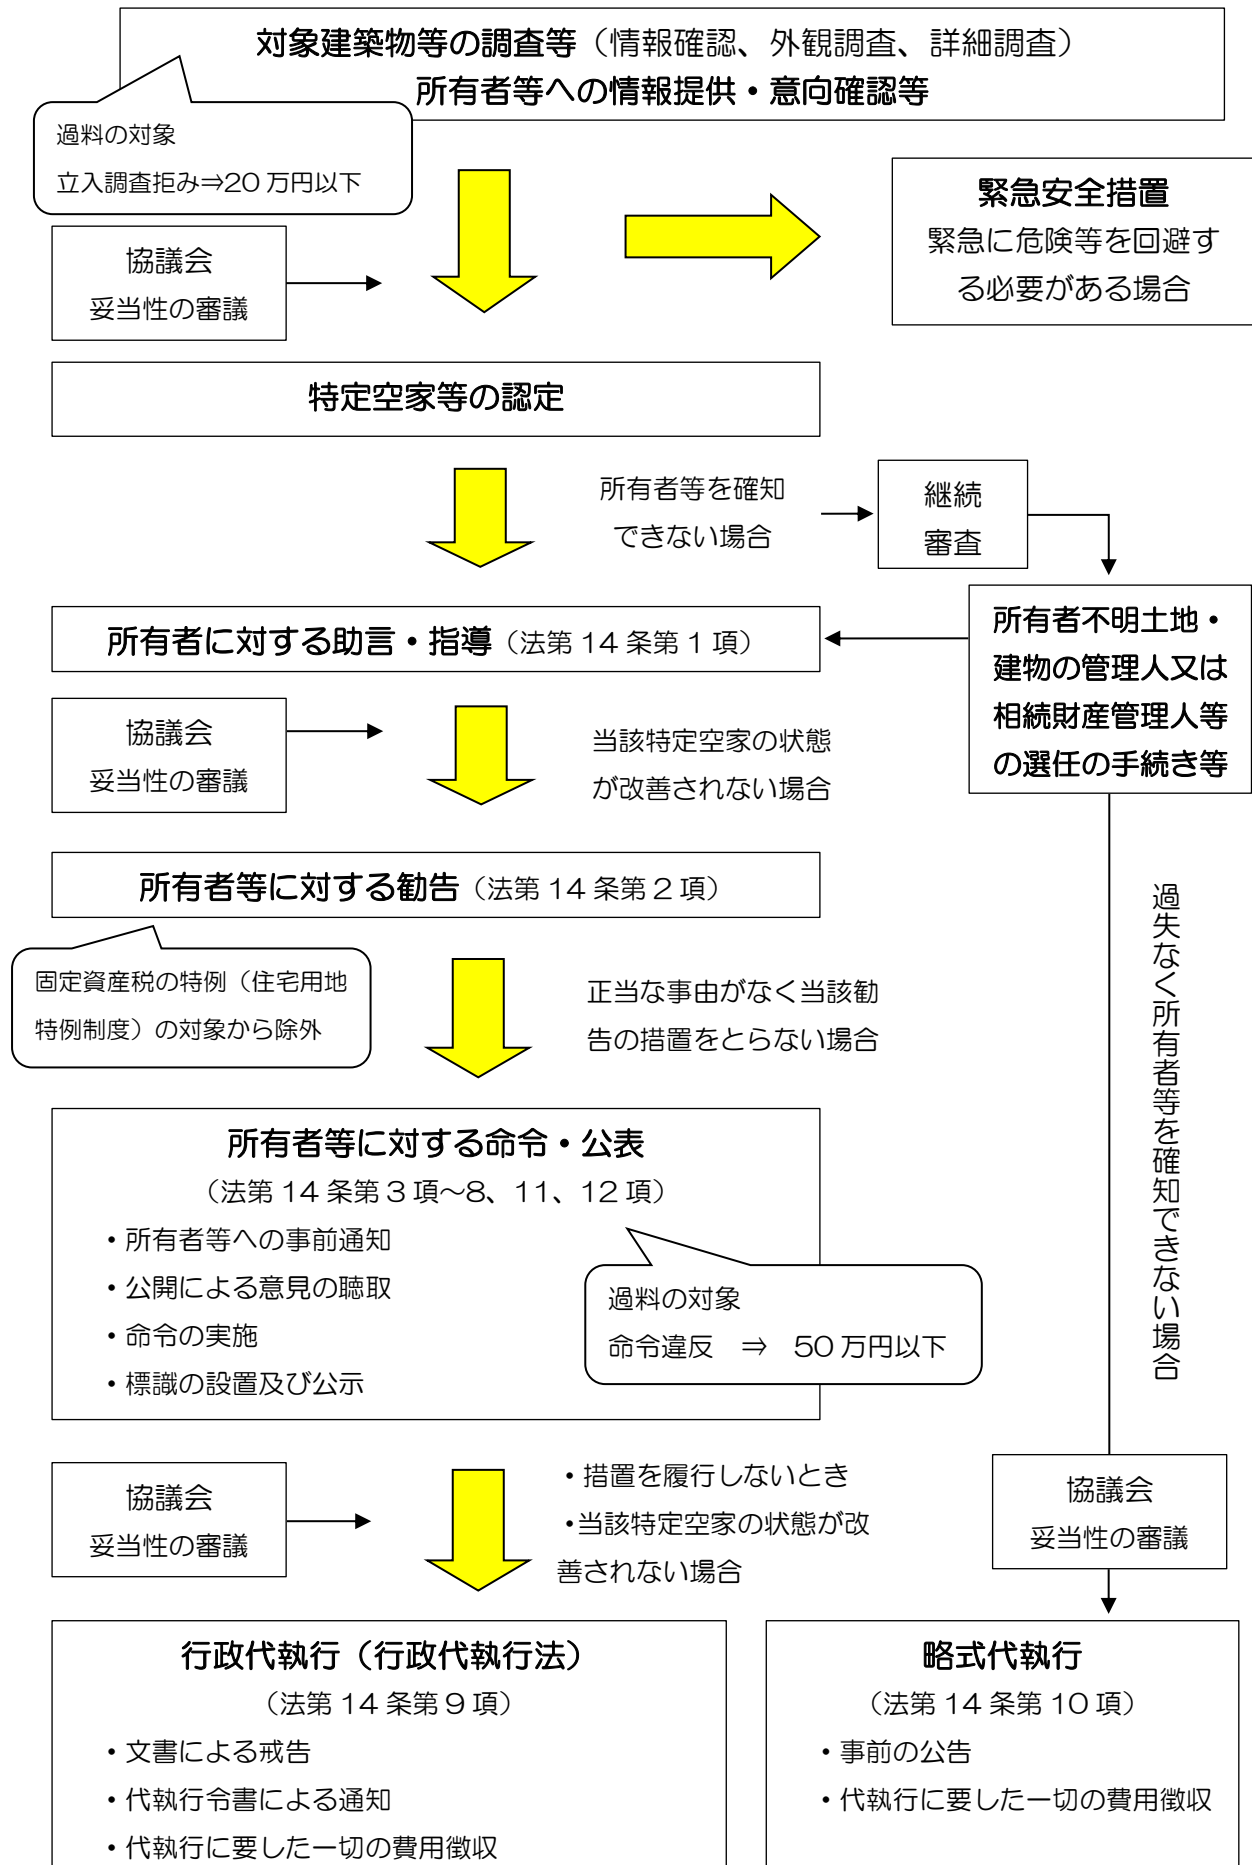 対象建築物等の調査等（情報確認、外観調査、詳細調査）
所有者等への情報提供・意向確認等
過料の対象
立入調査拒み⇒20万円以下
緊急安全措置
緊急に危険等を回避す
る必要がある場合
協議会
妥当性の審議
特定空家等の認定
所有者等を確知
できない場合
継続
審査
所有者に対する助言・指導（法第14条第1項）
所有者不明土地・
建物の管理人又は
相続財産管理人等
の選任の手続き等
協議会
妥当性の審議
当該特定空家の状態
が改善されない場合
所有者等に対する勧告（法第14条第2項）
固定資産税の特例（住宅用地
特例制度）の対象から除外
正当な事由がなく当該勧
告の措置をとらない場合
過失なく所有者等を確知できない場合
所有者等に対する命令・公表
（法第14条第3項～8、11、12項）
・所有者等への事前通知
・公開による意見の聴取
・命令の実施
・標識の設置及び公示
過料の対象
命令違反　⇒　50万円以下
協議会
妥当性の審議
・措置を履行しないとき
・当該特定空家の状態が改
善されない場合
協議会
妥当性の審議
行政代執行（行政代執行法）
（法第14条第9項）
・文書による戒告
・代執行令書による通知
・代執行に要した一切の費用徴収
略式代執行
（法第14条第10項）
・事前の公告
・代執行に要した一切の費用徴収